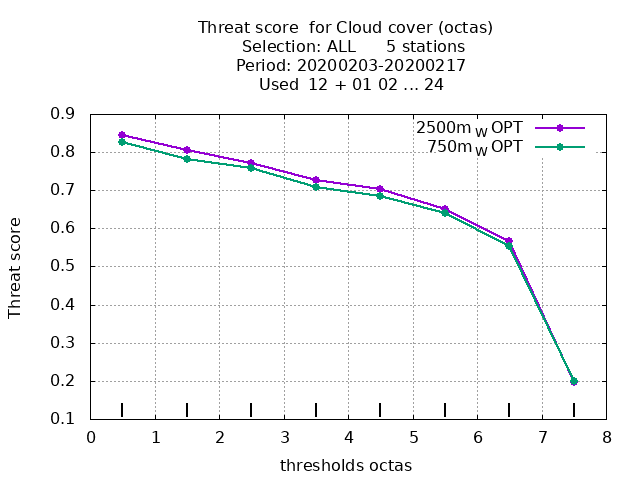 Threat score for Cloud cover (octas)
Selection: ALL 5 stations
Period: 20200203-20200217
Used 12 + 01 02 ... 24
2500m W OPT
750m W OPT
0.9
0.8
0.7
0.6
0.5
0.4
0.3
0.2
0.1
Threat score
0 1 2 3 4 5 6 7 8
thresholds octas